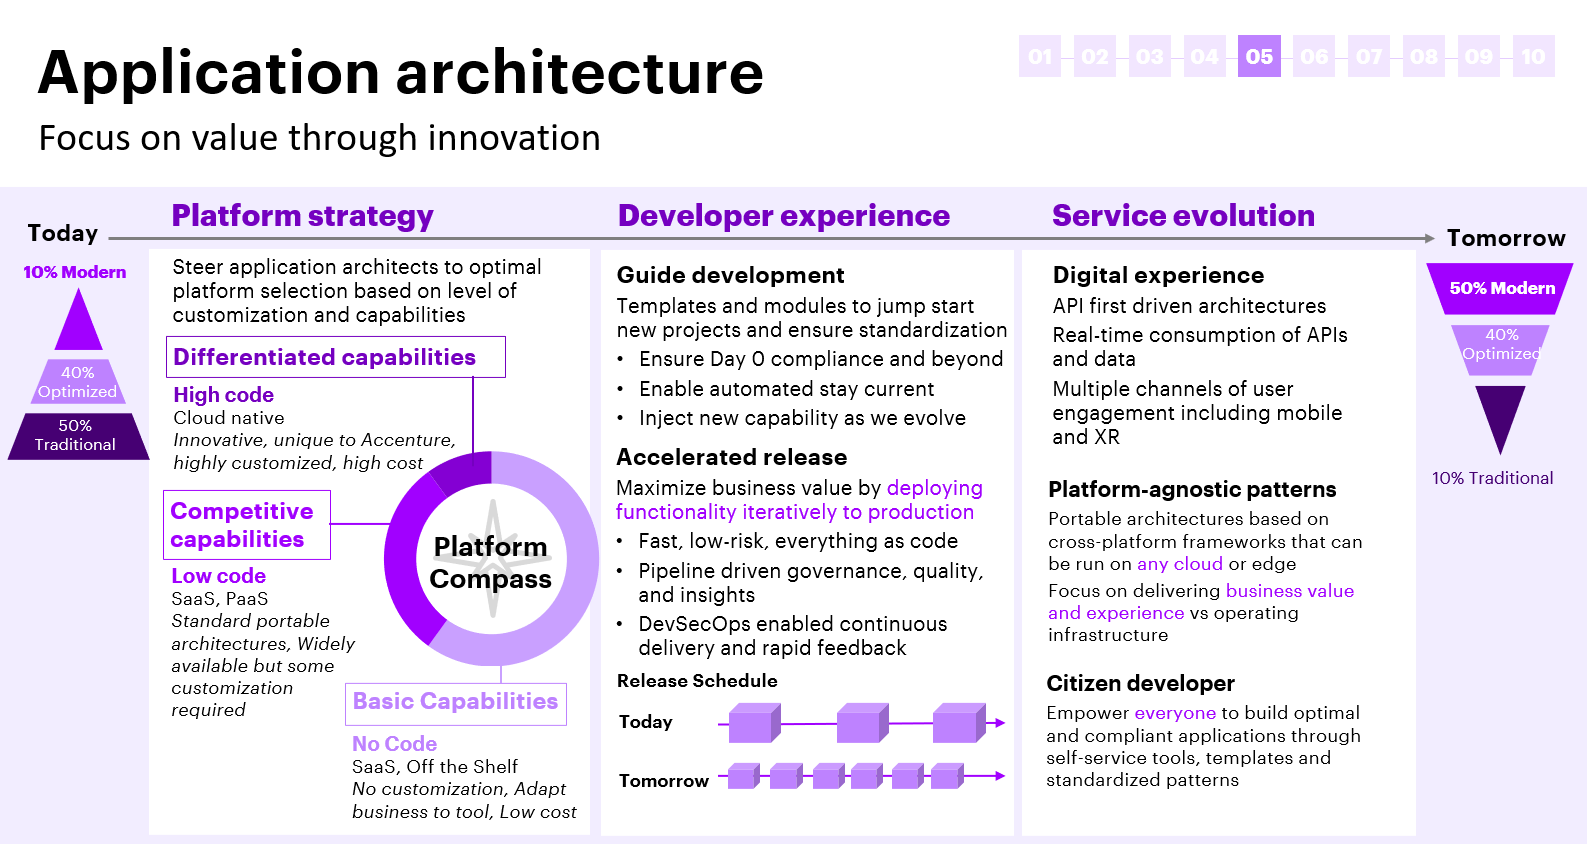 Application architecture
Focus on value through innovation
01 02 03 04 05 06 07 08 09 10
Today
10% Modern
40%
Optimized
50%
Traditional
Platform strategy
Steer application architects to optimal
platform selection based on level of
customization and capabilities
Differentiated capabilities
High code
Cloud native
Innovative, unique to Accenture,
highly customized, high cost
Competitive
capabilities
Low code
SaaS, PaaS
Standard portable
architectures, Widely
available but some
customization
required
Platform
Compass
Basic Capabilities
No Code
SaaS, Off the Shelf
No customization, Adapt
business to tool, Low cost
Developer experience
Guide development
Templates and modules to jump start
new projects and ensure standardization
• Ensure Day 0 compliance and beyond
• Enable automated stay current
• Inject new capability as we evolve
Accelerated release
Maximize business value by deploying
functionality iteratively to production
• Fast, low-risk, everything as code
• Pipeline driven governance, quality,
and insights
• DevSecOps enabled continuous
delivery and rapid feedback
Release Schedule
Today
Tomorrow
Service evolution
Digital experience
API first driven architectures
Real-time consumption of APIs
and data
Multiple channels of user
engagement including mobile
and XR
Platform-agnostic patterns
Portable architectures based on
cross-platform frameworks that can
be run on any cloud or edge
Focus on delivering business value
and experience vs operating
infrastructure
Citizen developer
Empower everyone to build optimal
and compliant applications through
self-service tools, templates and
standardized patterns
Tomorrow
50% Modern
40%
Optimized
10% Traditional